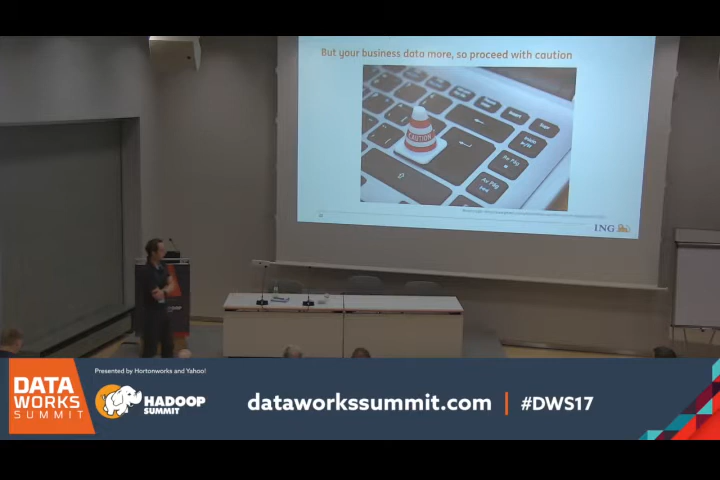 But your business data more, so proceed with caution
CAUTION
ING
Presented by Hortonworks and Yahoo!
DATA
WORKS
SUMMIT
HADOOP
SUMMIT
dataworkssummit.com
#DWS17